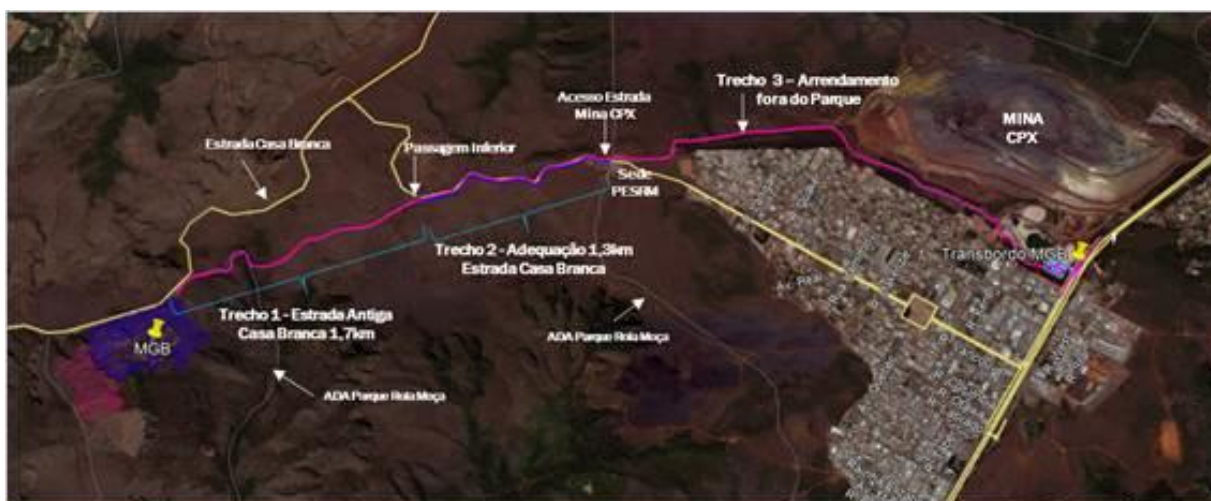 Trecho 3 – Arrendamento
fora do Parque
MINA
CPX
Acesso Estrada
Mina CPX
Estrada Casa Branca
Passagem Inferior
Sede
PESRM
Trecho 2 - Adequação 1,3km
Estrada Casa Branca
Transbordo MGB
Trecho 1 - Estrada Antiga
Casa Branca 1,7km
MGB
ADA Parque Rola Moça
ADA Parque Rola Moça